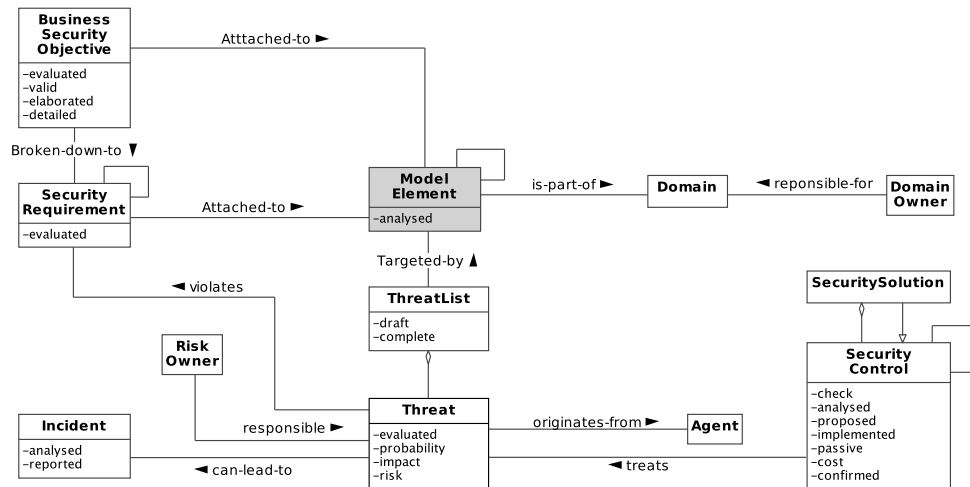 Business
Security
Objective
–evaluated
–valid
–elaborated
–detailed
Atttached-to ►
Broken-down-to ▼
Security
Requirement
–evaluated
Attached-to ►
Model
Element
–analysed
is-part-of ►
Domain
◄ reponsible-for
Domain
Owner
Targeted-by ▲
ThreatList
–draft
–complete
◄ violates
Risk
Owner
responsible ►
SecuritySolution
Security
Control
–check
–analysed
–proposed
–implemented
–passive
–cost
–confirmed
Incident
–analysed
–reported
◄ can-lead-to
Threat
–evaluated
–probability
–impact
–risk
originates-from ►
Agent
◄ treats